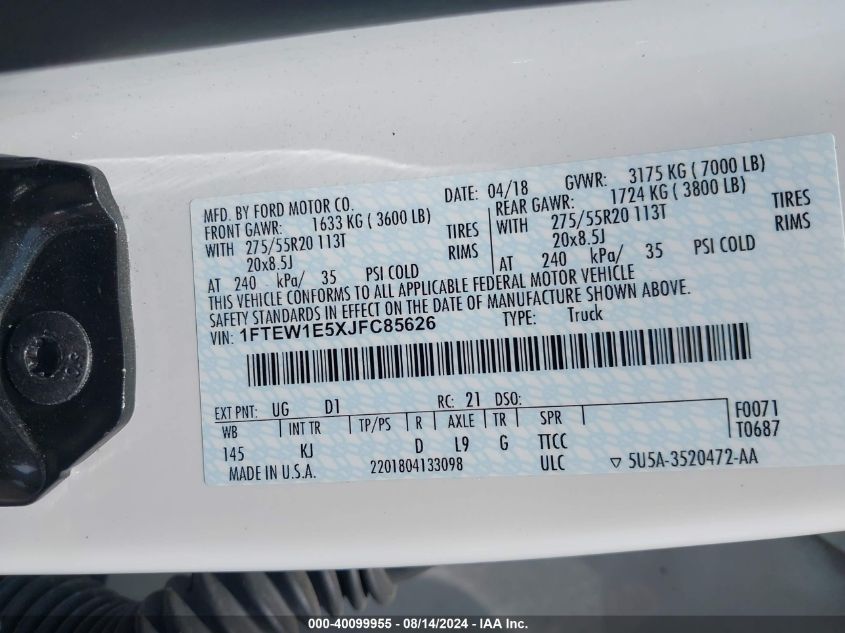 MFD. BY FORD MOTOR CO.
DATE: 04/18 GVWR: 3175 KG ( 7000 LB)
FRONT GAWR: 1633 KG ( 3600 LB)
REAR GAWR: 1724 KG ( 3800 LB)
WITH 275/55R20 113T TIRES
WITH 275/55R20 113T TIRES
20x8.5J RIMS
20x8.5J RIMS
AT 240 kPa/ 35 PSI COLD
AT 240 kPa/ 35 PSI COLD
THIS VEHICLE CONFORMS TO ALL APPLICABLE FEDERAL MOTOR VEHICLE
SAFETY STANDARDS IN EFFECT ON THE DATE OF MANUFACTURE SHOWN ABOVE.
VIN: 1FTEW1E5XJFC85626 TYPE: Truck
EXT PNT: UG D1 RC: 21 DSO:
WB INT TR TP/PS R AXLE TR SPR F0071
145 KJ D L9 G TTCC T0687
MADE IN U.S.A. 2201804133098 ULC ▽ 5U5A-3520472-AA
000-40099955 - 08/14/2024 - IAAI.com